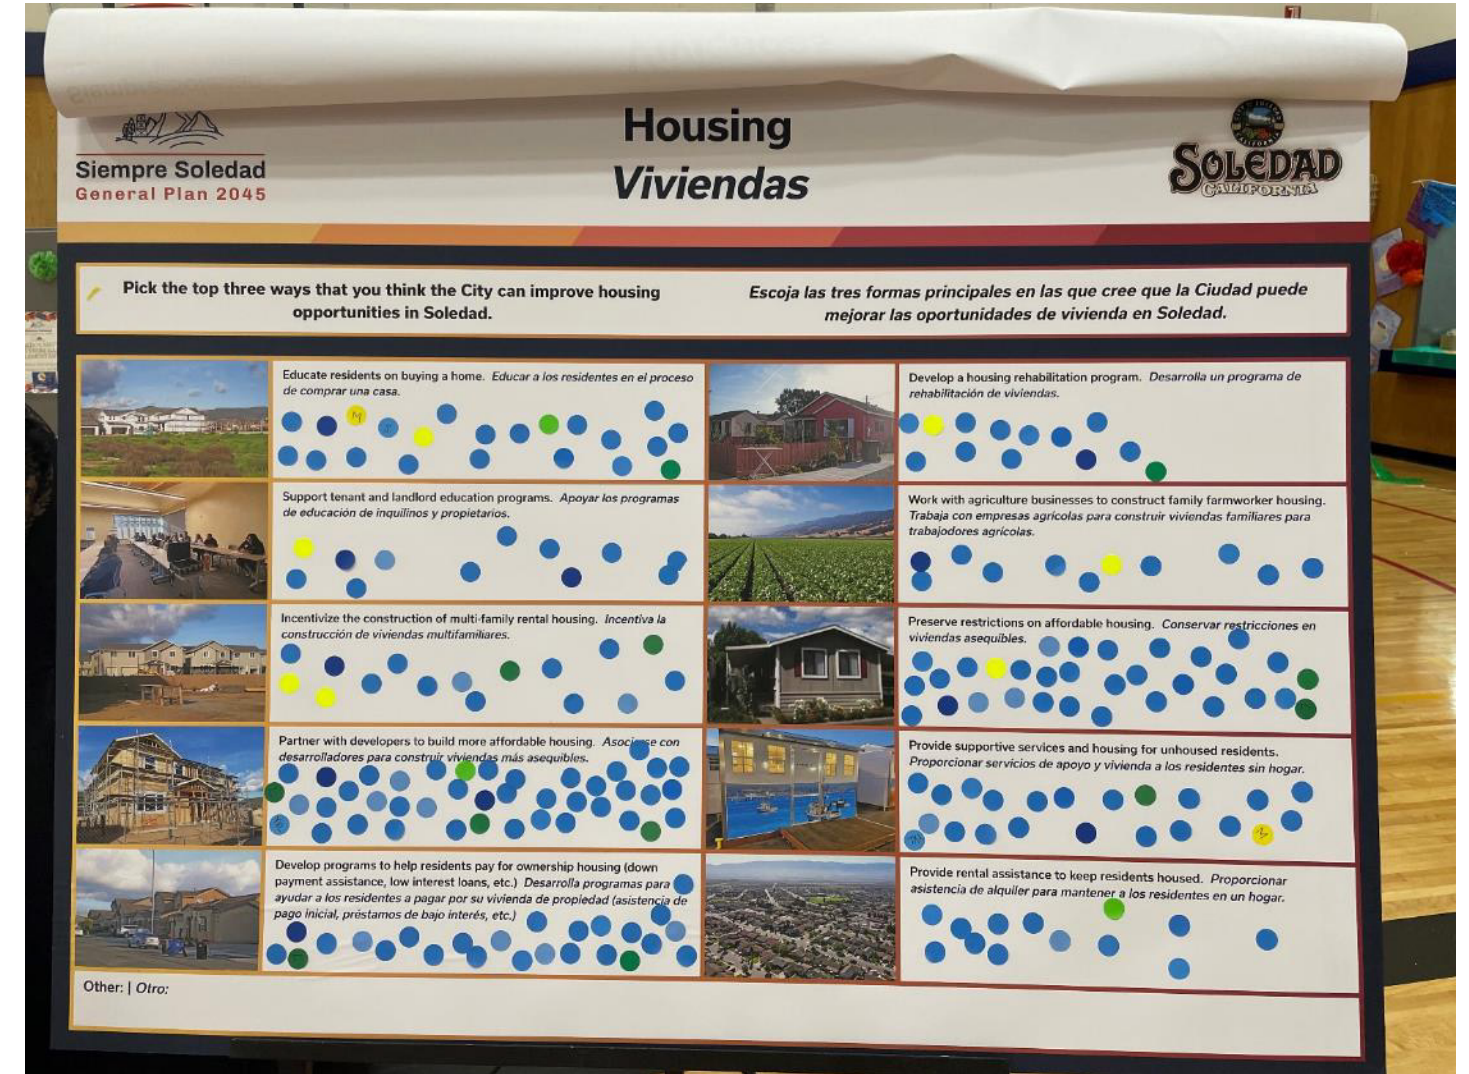 Housing
Viviendas
Siempre Soledad
General Plan 2045
SOLEDAD
CALIFORNIA
Pick the top three ways that you think the City can improve housing
opportunities in Soledad.
Escoja las tres formas principales en las que cree que la Ciudad puede
mejorar las oportunidades de vivienda en Soledad.
Educate residents on buying a home. Educar a los residentes en el proceso
de comprar una casa.
Develop a housing rehabilitation program. Desarrolla un programa de
rehabilitación de viviendas.
Support tenant and landlord education programs. Apoyar los programas
de educación de inquilinos y propietarios.
Work with agriculture businesses to construct family farmworker housing.
Trabaja con empresas agrícolas para construir viviendas familiares para
trabajodores agrícolas.
Incentivize the construction of multi-family rental housing. Incentiva la
construcción de viviendas multifamiliares.
Preserve restrictions on affordable housing. Conservar restricciones en
viviendas asequibles.
Partner with developers to build more affordable housing. Asociarse con
desarrolladores para construir viviendas más asequibles.
Provide supportive services and housing for unhoused residents.
Proporcionar servicios de apoyo y vivienda a los residentes sin hogar.
Develop programs to help residents pay for ownership housing (down
payment assistance, low interest loans, etc.) Desarrolla programas para
ayudar a los residentes a pagar por su vivienda de propiedad (asistencia de
pago inicial, préstamos de bajo interés, etc.)
Provide rental assistance to keep residents housed. Proporcionar
asistencia de alquiler para mantener a los residentes en un hogar.
Other: | Otro: